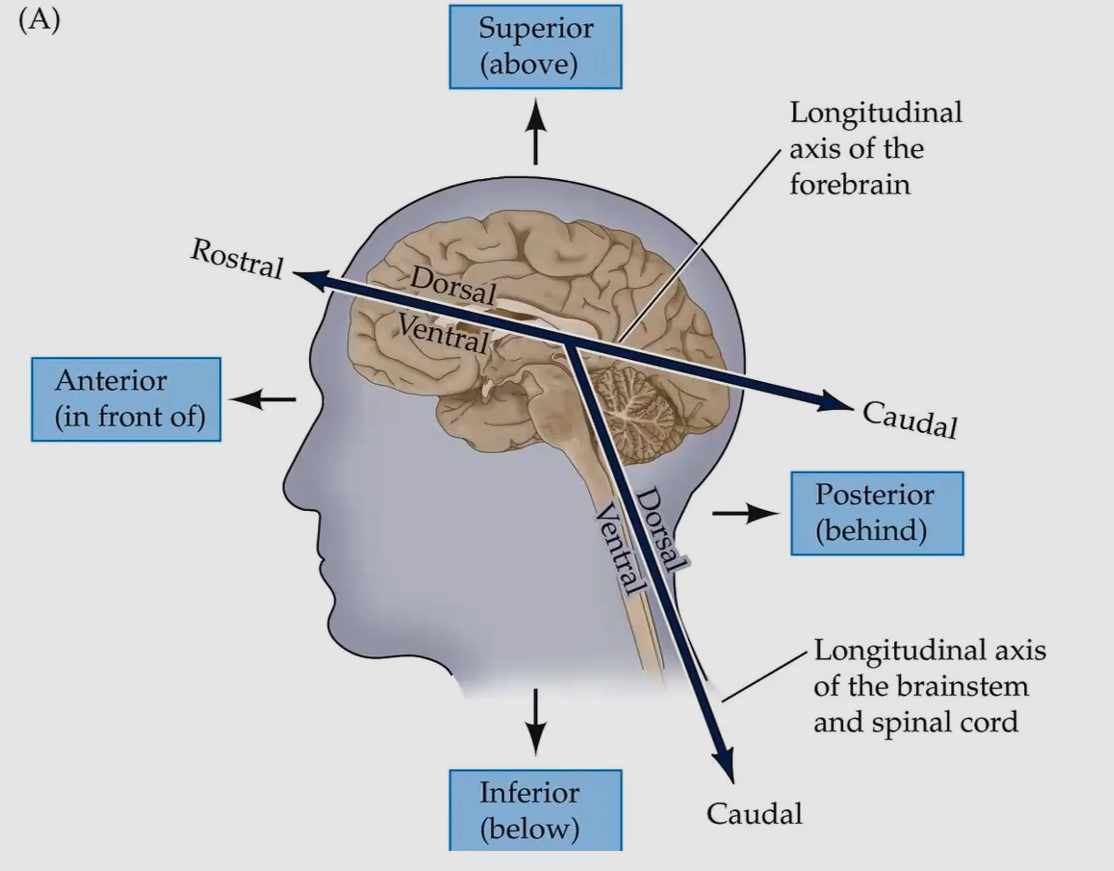 (A)
Superior
(above)
Longitudinal
axis of the
forebrain
Rostral
Dorsal
Ventral
Anterior
(in front of)
Caudal
Posterior
(behind)
Dorsal
Ventral
Longitudinal axis
of the brainstem
and spinal cord
Inferior
(below)
Caudal